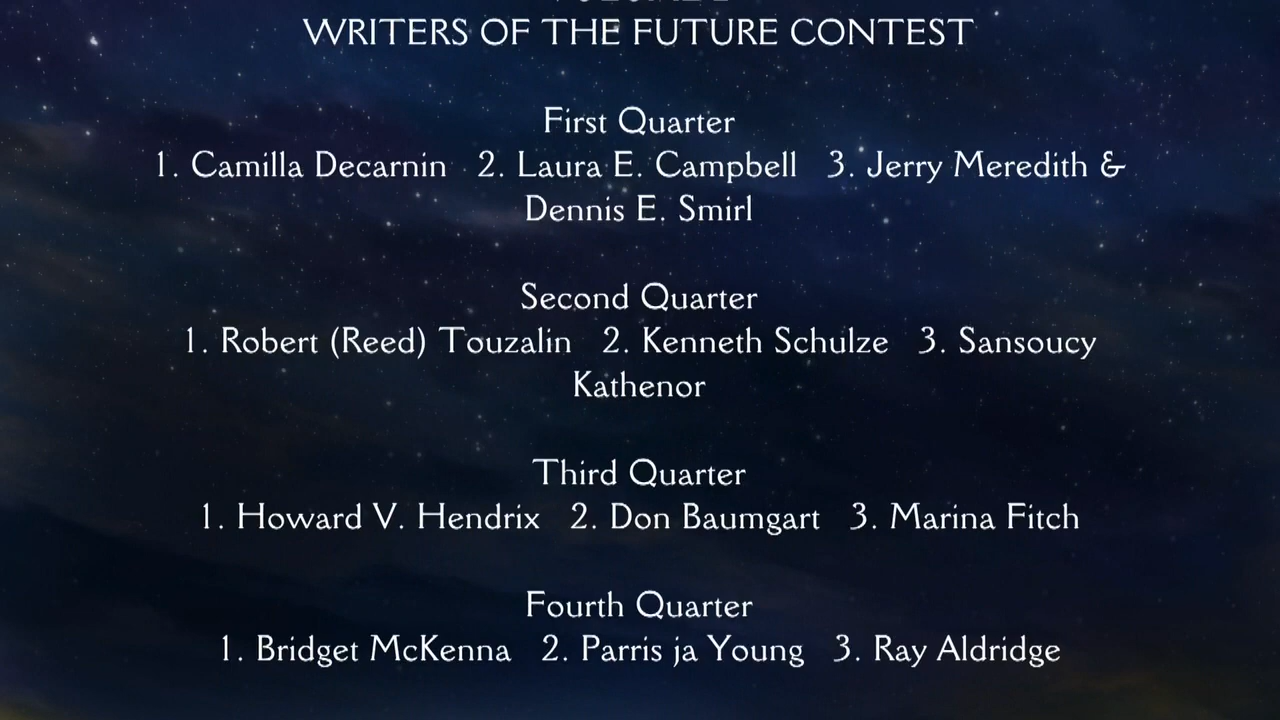 WRITERS OF THE FUTURE CONTEST
First Quarter
1. Camilla Decarnin 2. Laura E. Campbell 3. Jerry Meredith &
Dennis E. Smirl
Second Quarter
1. Robert (Reed) Touzalin 2. Kenneth Schulze 3. Sansoucy
Kathenor
Third Quarter
1. Howard V. Hendrix 2. Don Baumgart 3. Marina Fitch
Fourth Quarter
1. Bridget McKenna 2. Parris ja Young 3. Ray Aldridge